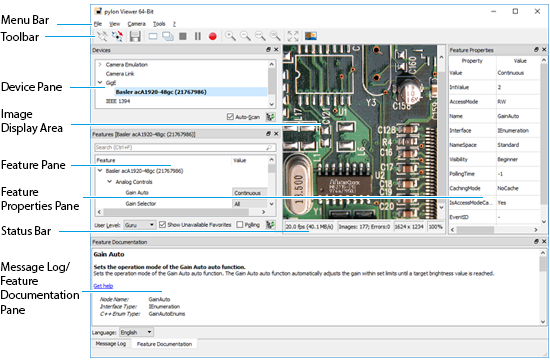 pylon Viewer 64-Bit
Menu Bar
File View Camera Tools ?
Toolbar
Devices
Camera Emulation
Camera Link
GigE
Basler acA1920-48gc (21767986)
IEEE 1394
Auto-Scan
Device Pane
Image
Display Area
Features [Basler acA1920-48gc (21767986)]
Search (Ctrl+F)
Feature Value
Basler acA1920-48gc (21767986)
Analog Controls
Gain Auto Continuous
Gain Selector All
User Level: Guru Show Unavailable Favorites Polling
Feature Pane
Feature
Properties Pane
Status Bar
Y3
C160
C158
C128
R4
C16
C19
C20
20.0 fps (40.1 MB/s) Images: 177; Errors:0 1624 x 1234 100%
Feature Properties
Property Value
Value Continuous
IntValue 2
AccessMode RW
Name GainAuto
Interface IEnumeration
NameSpace Standard
Visibility Beginner
PollingTime -1
CachingMode NoCache
IsAccessModeCa... Yes
EventID -
Message Log/
Feature
Documentation
Pane
Feature Documentation
Gain Auto
Sets the operation mode of the Gain Auto auto function.
Sets the operation mode of the Gain Auto auto function. The Gain Auto auto function automatically adjusts the gain within set limits until a target brightness value is reached.
Get help
Node Name: GainAuto
Interface Type: IEnumeration
C++ Enum Type: GainAutoEnums
Language: English
Message Log Feature Documentation